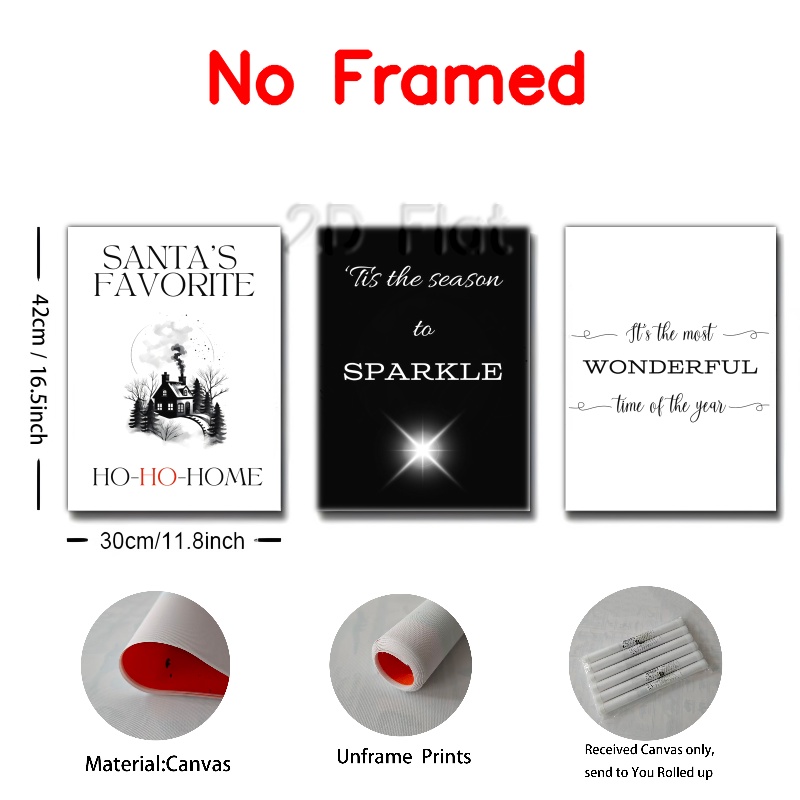 No Framed
2D Flat
SANTA'S
FAVORITE
HO-HO-HOME
'Tis the season
to
SPARKLE
It's the most
WONDERFUL
time of the year
42cm / 16.5inch
30cm/11.8inch
Material:Canvas
Unframe Prints
Received Canvas only,
send to You Rolled up